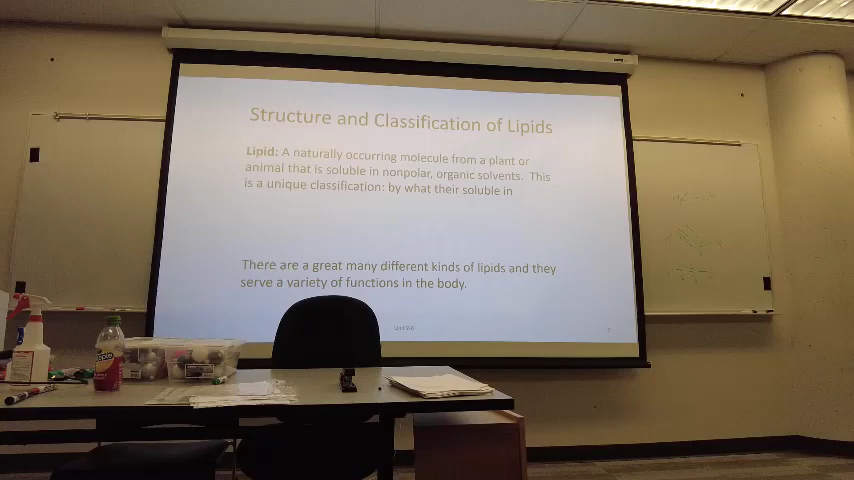 Structure and Classification of Lipids
Lipid: A naturally occurring molecule from a plant or
animal that is soluble in nonpolar, organic solvents. This
is a unique classification: by what their soluble in
There are a great many different kinds of lipids and they
serve a variety of functions in the body.